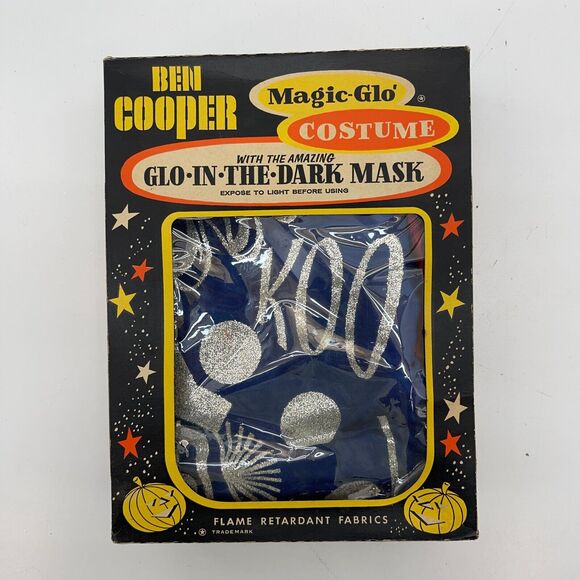 BEN
COOPER
Magic-Glo'
COSTUME
WITH THE AMAZING
GLO•IN•THE•DARK MASK
EXPOSE TO LIGHT BEFORE USING
KOO
FLAME RETARDANT FABRICS
TRADEMARK